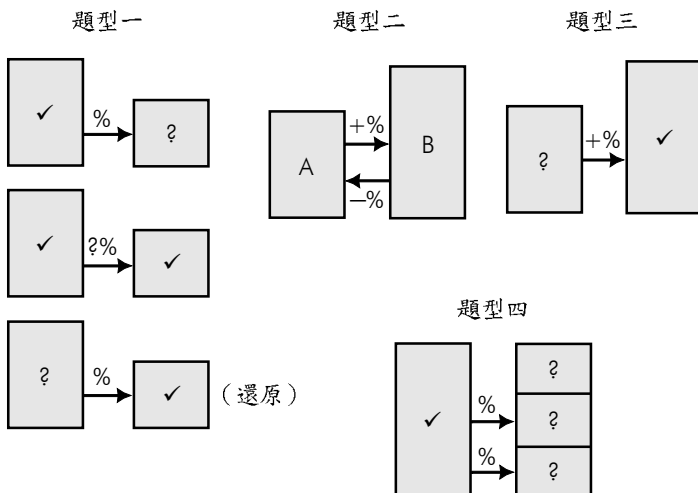 題型一
✓ % ?
✓ ?% ✓
? % ✓ (還原)
題型二
A +% B
−%
題型三
? +% ✓
題型四
✓ % ?
?
% ?